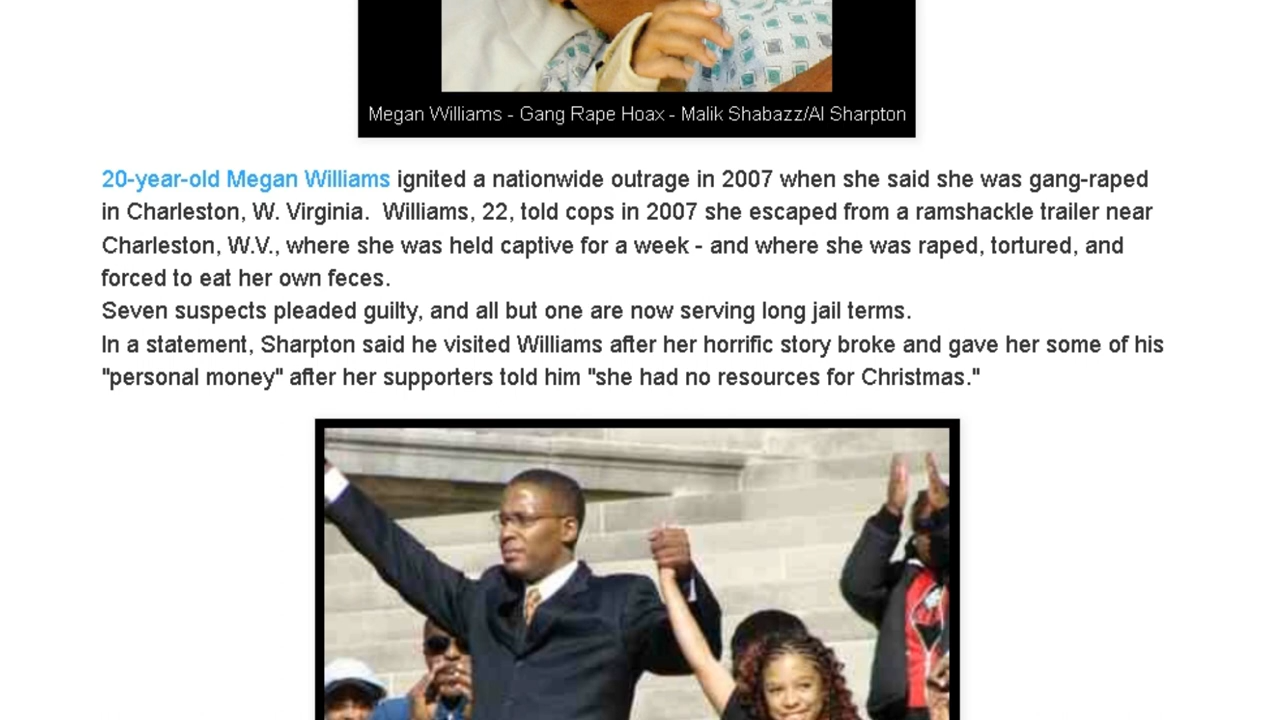 Megan Williams - Gang Rape Hoax - Malik Shabazz/Al Sharpton
20-year-old Megan Williams ignited a nationwide outrage in 2007 when she said she was gang-raped
in Charleston, W. Virginia.  Williams, 22, told cops in 2007 she escaped from a ramshackle trailer near
Charleston, W.V., where she was held captive for a week - and where she was raped, tortured, and
forced to eat her own feces.
Seven suspects pleaded guilty, and all but one are now serving long jail terms.
In a statement, Sharpton said he visited Williams after her horrific story broke and gave her some of his
"personal money" after her supporters told him "she had no resources for Christmas."